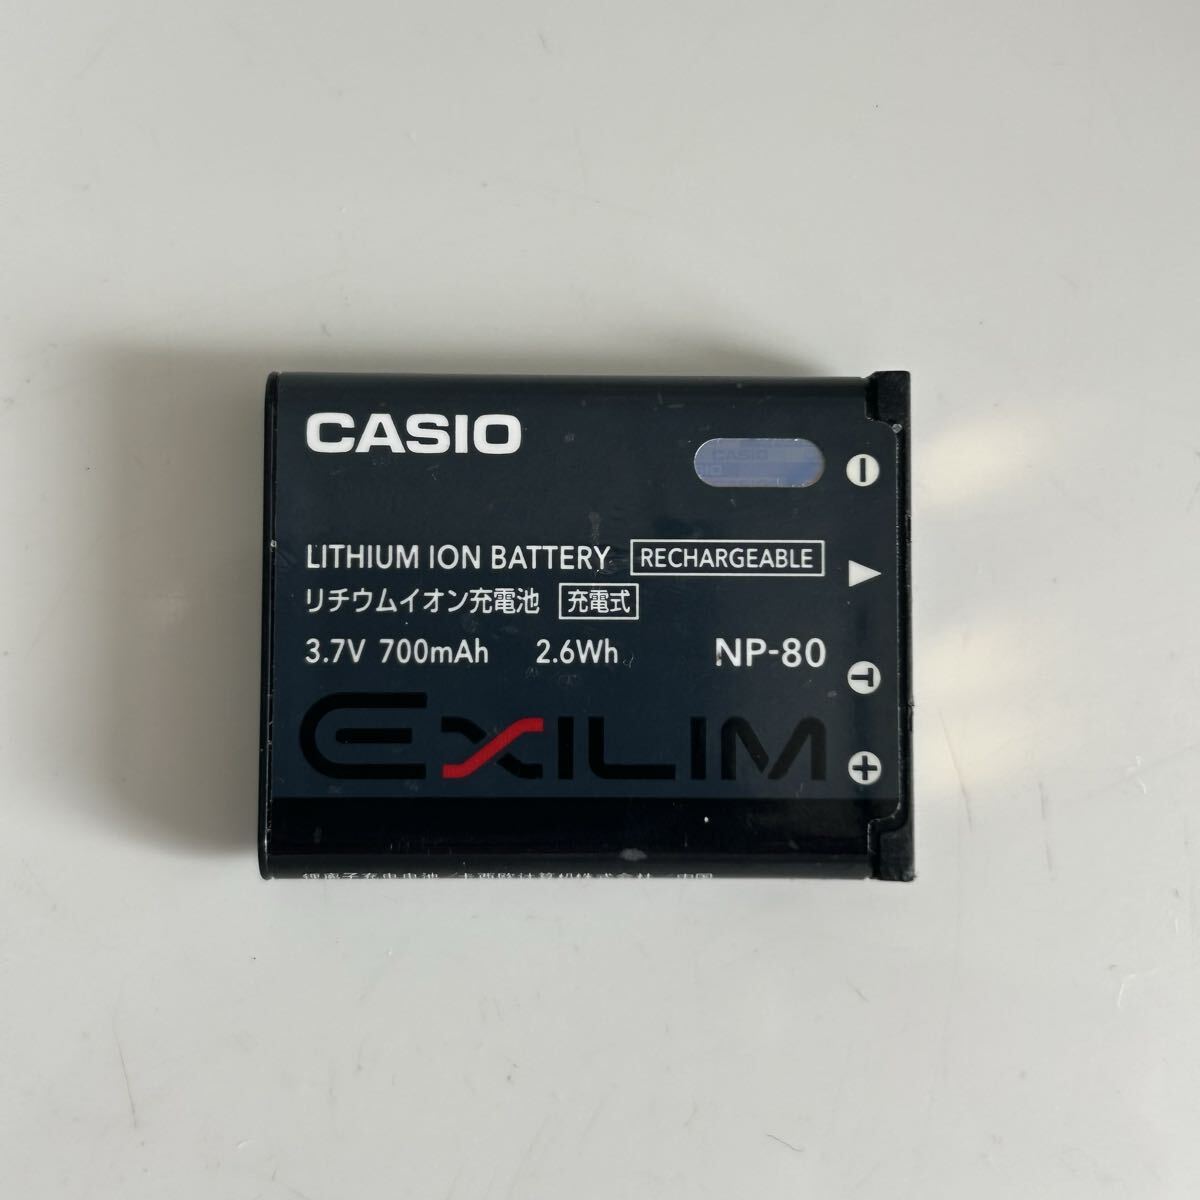 CASIO
CASIO
LITHIUM ION BATTERY RECHARGEABLE
リチウムイオン充電池 充電式
3.7V 700mAh 2.6Wh NP-80
T
EXILIM
+